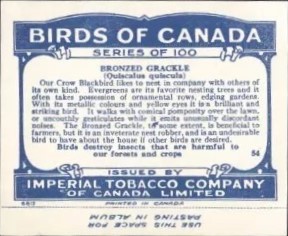 BIRDS OF CANADA
SERIES OF 100
BRONZED GRACKLE
(Quisculus quiscula)
Our Crow Blackbird likes to nest in company with others of
its own kind. Evergreens are its favorite nesting trees and it
often takes possession of ornamental rows, edging gardens.
With its metallic colours and yellow eyes it is a brilliant and
striking bird. It walks with comical pomposity over the lawn,
or uncouthly gesticulates while it emits unusually discordant
noises. The Bronzed Grackle, to some extent, is beneficial to
farmers, but it is an inveterate nest robber, and is an undesirable
bird to have about the house if other birds are desired.
Birds destroy insects that are harmful to
our forests and crops 54
ISSUED BY
IMPERIAL TOBACCO COMPANY
OF CANADA LIMITED
PRINTED IN CANADA
USE THIS SPACE FOR
PASTING IN ALBUM